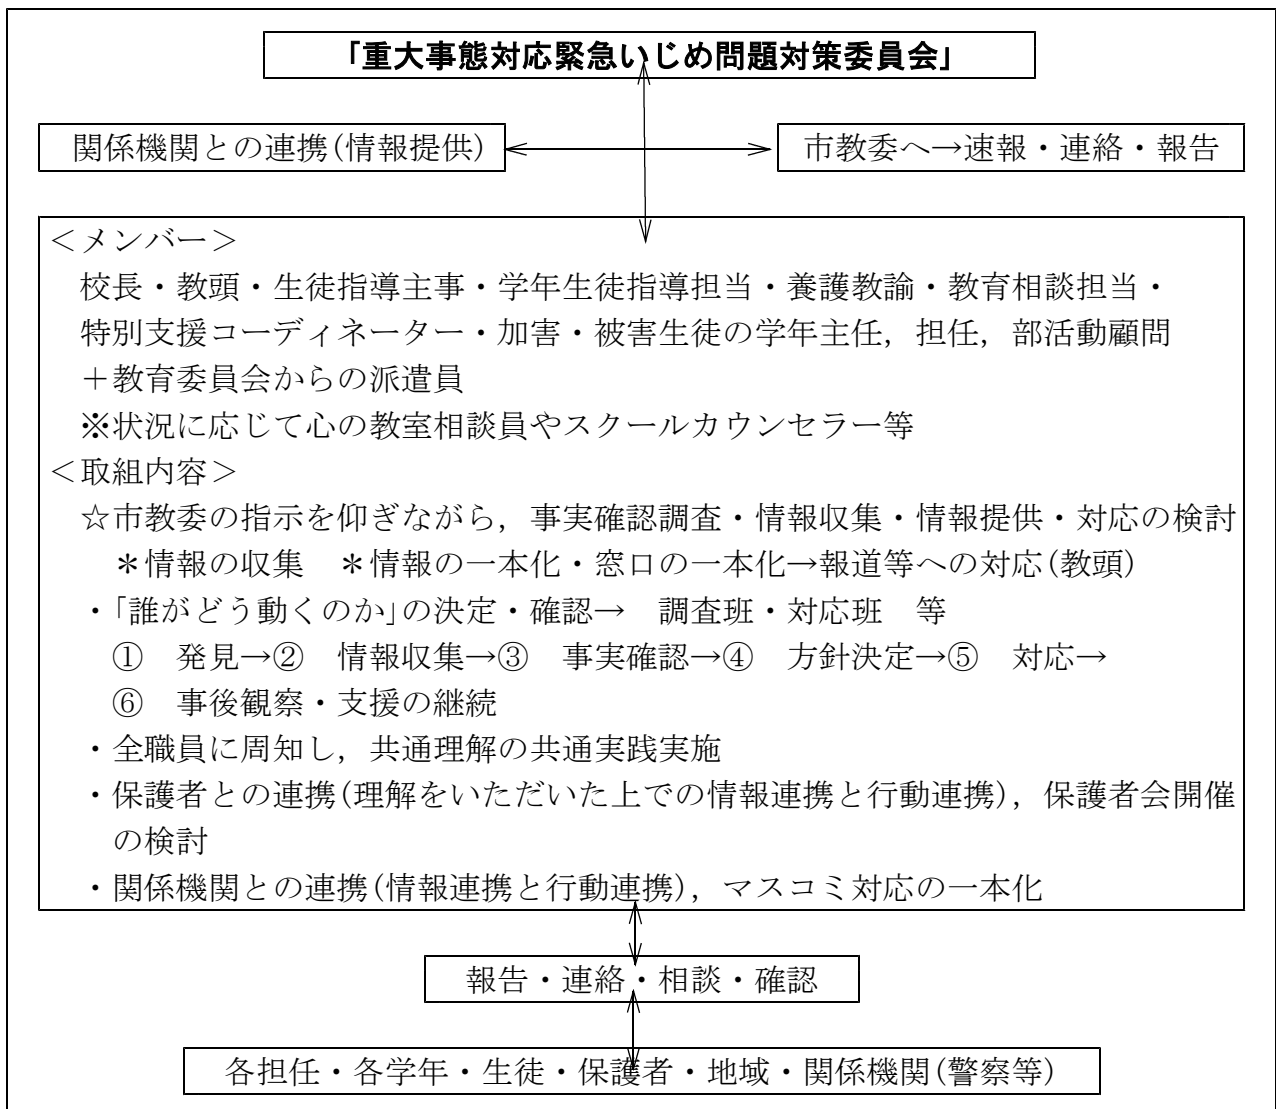 「重大事態対応緊急いじめ問題対策委員会」
関係機関との連携(情報提供)
市教委へ→速報・連絡・報告
＜メンバー＞
校長・教頭・生徒指導主事・学年生徒指導担当・養護教諭・教育相談担当・
特別支援コーディネーター・加害・被害生徒の学年主任，担任，部活動顧問
＋教育委員会からの派遣員
※状況に応じて心の教室相談員やスクールカウンセラー等
＜取組内容＞
☆市教委の指示を仰ぎながら，事実確認調査・情報収集・情報提供・対応の検討
＊情報の収集　＊情報の一本化・窓口の一本化→報道等への対応(教頭)
・「誰がどう動くのか」の決定・確認→　調査班・対応班　等
①　発見→②　情報収集→③　事実確認→④　方針決定→⑤　対応→
⑥　事後観察・支援の継続
・全職員に周知し，共通理解の共通実践実施
・保護者との連携(理解をいただいた上での情報連携と行動連携)，保護者会開催
の検討
・関係機関との連携(情報連携と行動連携)，マスコミ対応の一本化
報告・連絡・相談・確認
各担任・各学年・生徒・保護者・地域・関係機関(警察等)